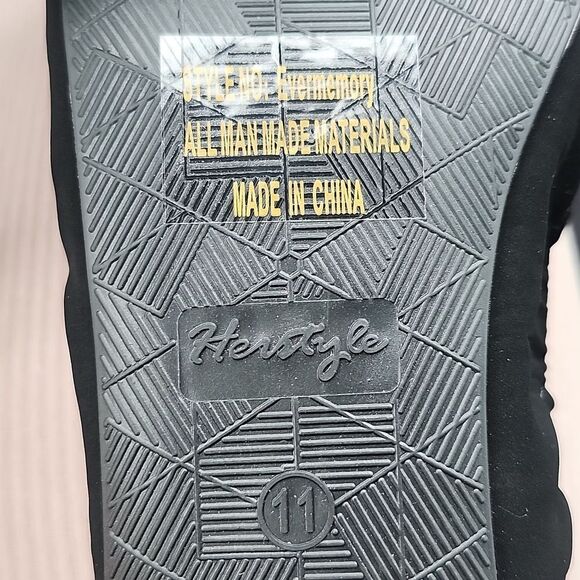 STYLE NO: Evermemory
ALL MAN MADE MATERIALS
MADE IN CHINA
Herstyle
11